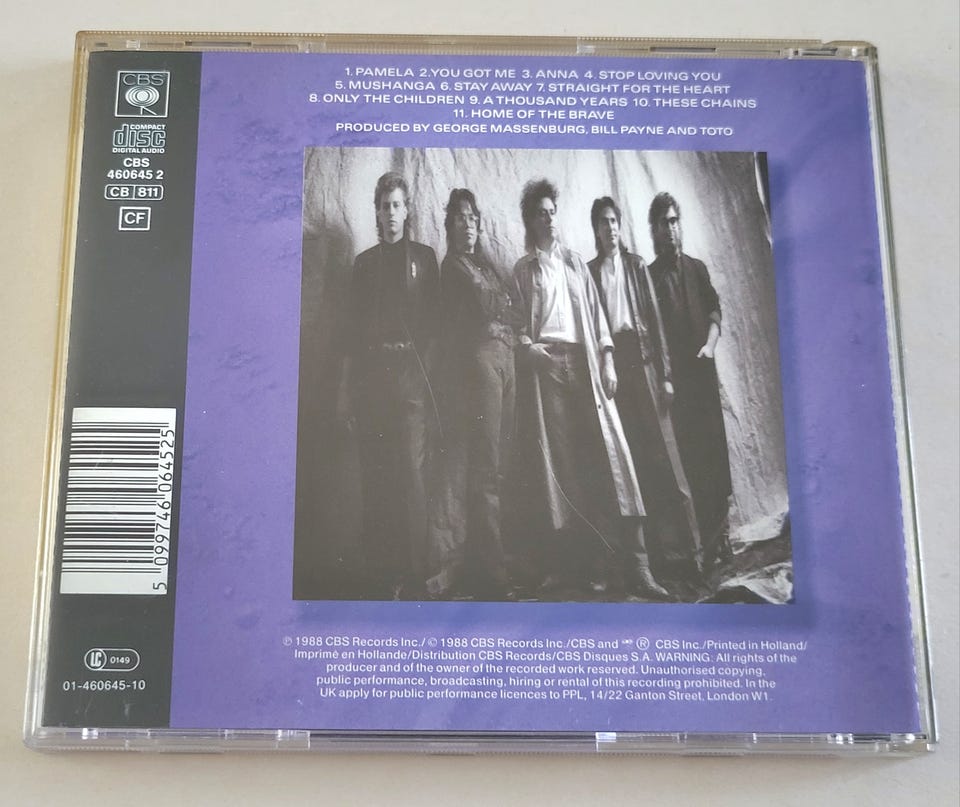 1. PAMELA 2. YOU GOT ME 3. ANNA 4. STOP LOVING YOU
5. MUSHANGA 6. STAY AWAY 7. STRAIGHT FOR THE HEART
8. ONLY THE CHILDREN 9. A THOUSAND YEARS 10. THESE CHAINS
11. HOME OF THE BRAVE
PRODUCED BY GEORGE MASSENBURG, BILL PAYNE AND TOTO
CBS
COMPACT
disc
DIGITAL AUDIO
CBS
460645 2
CB 811
CF
5 099746 064525
LC 0149
01-460645-10
℗ 1988 CBS Records Inc./© 1988 CBS Records Inc./CBS and ® CBS Inc./Printed in Holland/
Imprimé en Hollande/Distribution CBS Records/CBS Disques S.A. WARNING: All rights of the
producer and of the owner of the recorded work reserved. Unauthorised copying,
public performance, broadcasting, hiring or rental of this recording prohibited. In the
UK apply for public performance licences to PPL, 14/22 Ganton Street, London W1.